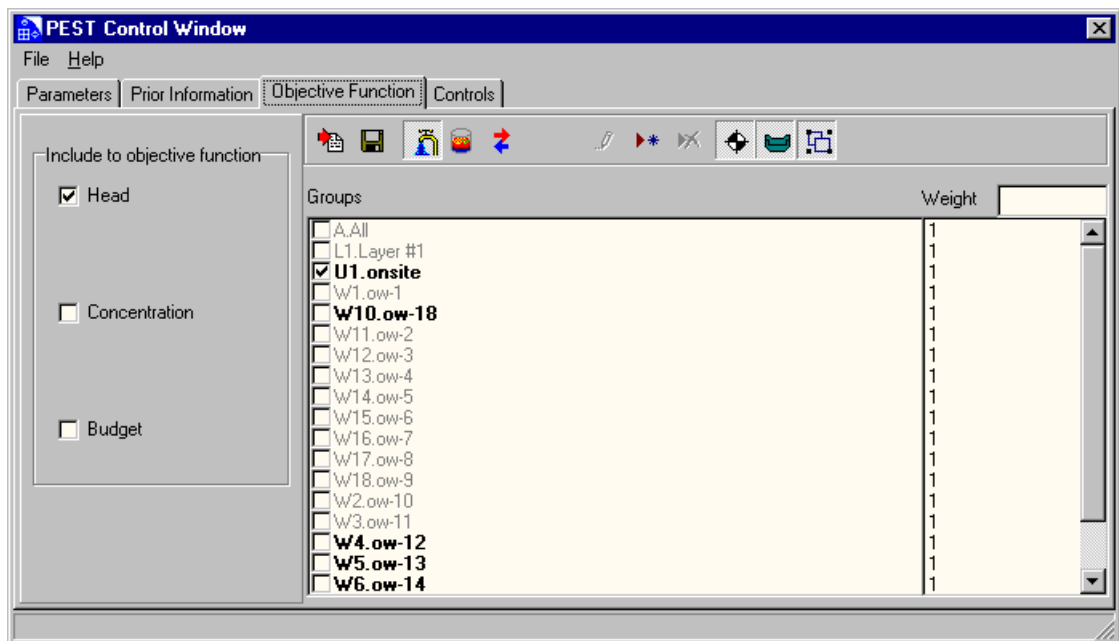 PEST Control Window
File Help
Parameters Prior Information Objective Function Controls
Include to objective function
Head
Concentration
Budget
Groups Weight
A.All 1
L1.Layer #1 1
U1.onsite 1
W1.ow-1 1
W10.ow-18 1
W11.ow-2 1
W12.ow-3 1
W13.ow-4 1
W14.ow-5 1
W15.ow-6 1
W16.ow-7 1
W17.ow-8 1
W18.ow-9 1
W2.ow-10 1
W3.ow-11 1
W4.ow-12 1
W5.ow-13 1
W6.ow-14 1